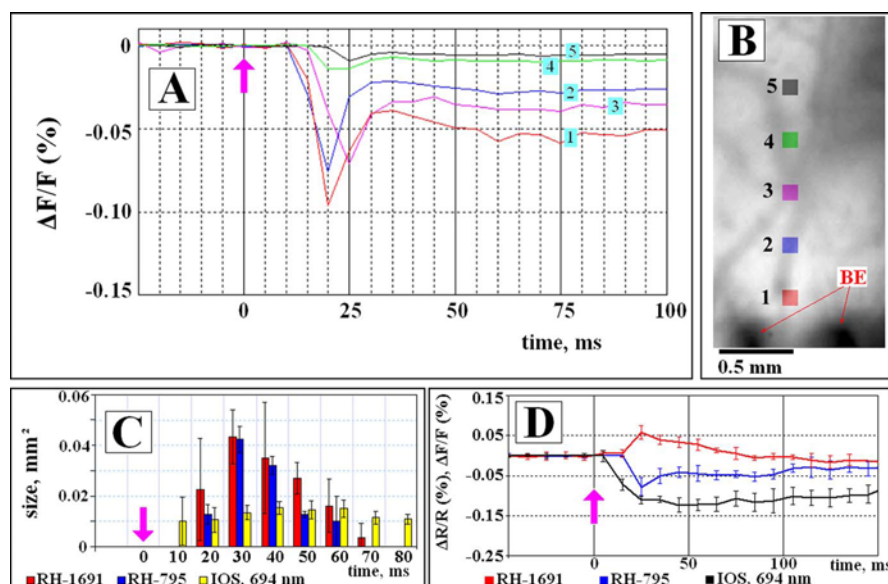 A
0
-0.05
-0.10
-0.15
ΔF/F (%)
5
4
2
3
1
0
25
50
75
100
time, ms
B
5
4
3
2
1
BE
0.5 mm
C
0.06
0.04
0.02
0
size, mm²
0
10
20
30
40
50
60
70
80
time, ms
RH-1691
RH-795
IOS, 694 nm
D
ΔR/R (%), ΔF/F (%)
0.05
-0.05
-0.15
-0.25
0
50
100
time, ms
RH-1691
RH-795
IOS, 694 nm